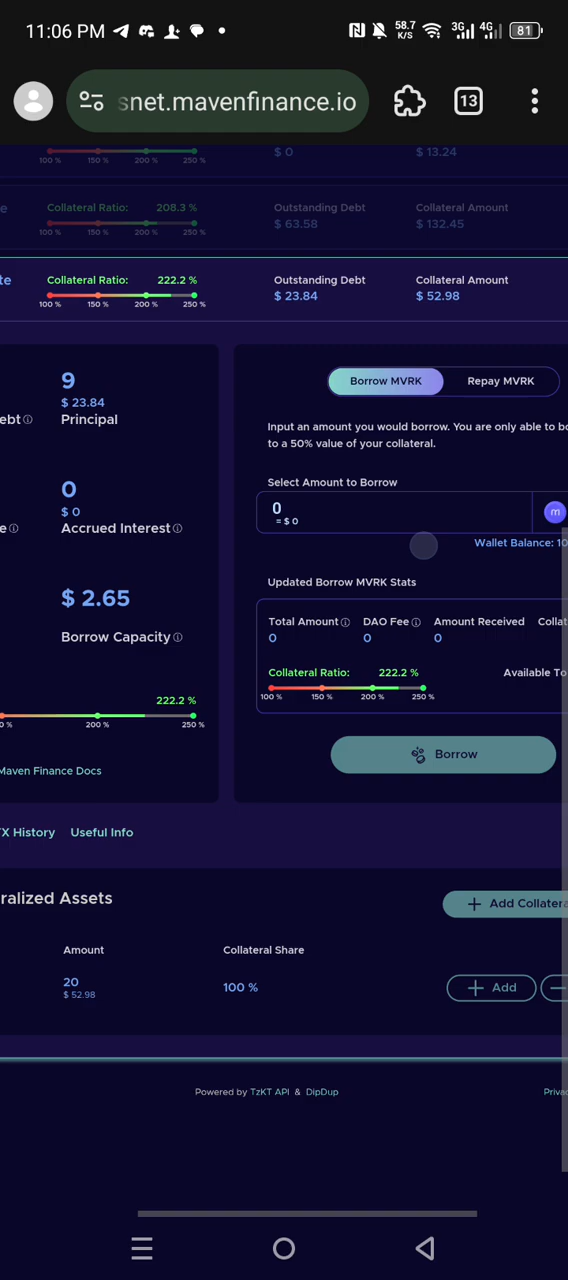 11:06 PM 58.7 K/S 3G 4G 81
snet.mavenfinance.io 13
100 % 150 % 200 % 250 % $ 0 $ 13.24
e Collateral Ratio: 208.3 % Outstanding Debt Collateral Amount
$ 63.58 $ 132.45
100 % 150 % 200 % 250 %
te Collateral Ratio: 222.2 % Outstanding Debt Collateral Amount
$ 23.84 $ 52.98
100 % 150 % 200 % 250 %
9
$ 23.84
ebt Principal
0
$ 0
e Accrued Interest
$ 2.65
Borrow Capacity
222.2 %
0 % 200 % 250 %
Maven Finance Docs
Borrow MVRK Repay MVRK
Input an amount you would borrow. You are only able to bo
to a 50% value of your collateral.
Select Amount to Borrow
0
= $ 0
m
Wallet Balance: 10
Updated Borrow MVRK Stats
Total Amount DAO Fee Amount Received Collat
0 0 0
Collateral Ratio: 222.2 % Available To
100 % 150 % 200 % 250 %
Borrow
TX History Useful Info
ralized Assets + Add Collatera
Amount Collateral Share
20 100 % + Add
$ 52.98
Powered by TzKT API & DipDup Priva